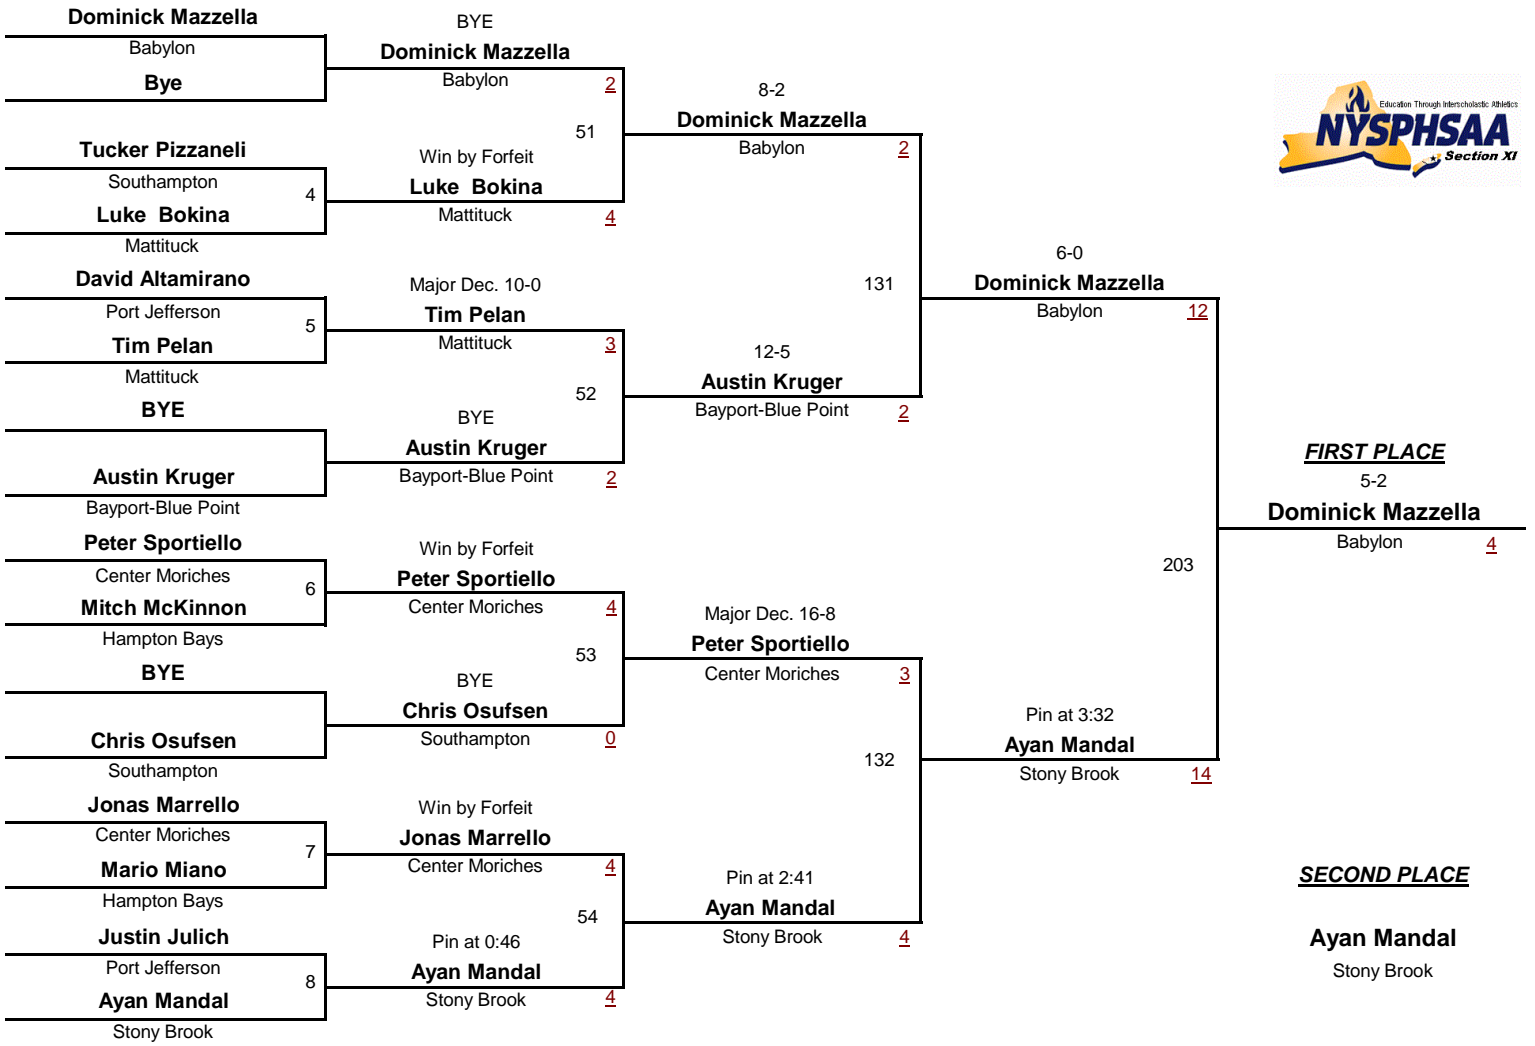 Dominick Mazzella
Babylon
Bye
Tucker Pizzaneli
Southampton
4
Luke  Bokina
Mattituck
David Altamirano
Port Jefferson
5
Tim Pelan
Mattituck
BYE
Austin Kruger
Bayport-Blue Point
Peter Sportiello
Center Moriches
6
Mitch McKinnon
Hampton Bays
BYE
Chris Osufsen
Southampton
Jonas Marrello
Center Moriches
7
Mario Miano
Hampton Bays
Justin Julich
Port Jefferson
8
Ayan Mandal
Stony Brook
BYE
Dominick Mazzella
Babylon
2
51
Win by Forfeit
Luke  Bokina
Mattituck
4
Major Dec. 10-0
Tim Pelan
Mattituck
3
52
BYE
Austin Kruger
Bayport-Blue Point
2
Win by Forfeit
Peter Sportiello
Center Moriches
4
53
BYE
Chris Osufsen
Southampton
0
Win by Forfeit
Jonas Marrello
Center Moriches
4
54
Pin at 0:46
Ayan Mandal
Stony Brook
4
8-2
Dominick Mazzella
Babylon
2
131
12-5
Austin Kruger
Bayport-Blue Point
2
Major Dec. 16-8
Peter Sportiello
Center Moriches
3
132
Pin at 2:41
Ayan Mandal
Stony Brook
4
6-0
Dominick Mazzella
Babylon
12
203
Pin at 3:32
Ayan Mandal
Stony Brook
14
Education Through Interscholastic Athletics
NYSPHSAA
Section XI
FIRST PLACE
5-2
Dominick Mazzella
Babylon
4
SECOND PLACE
Ayan Mandal
Stony Brook